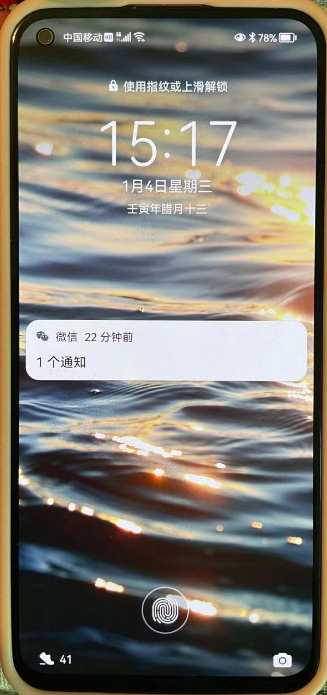 中国移动 HD 78%
使用指纹或上滑解锁
15:17
1月4日星期三
壬寅年腊月十三
微信 22 分钟前
1 个通知
41